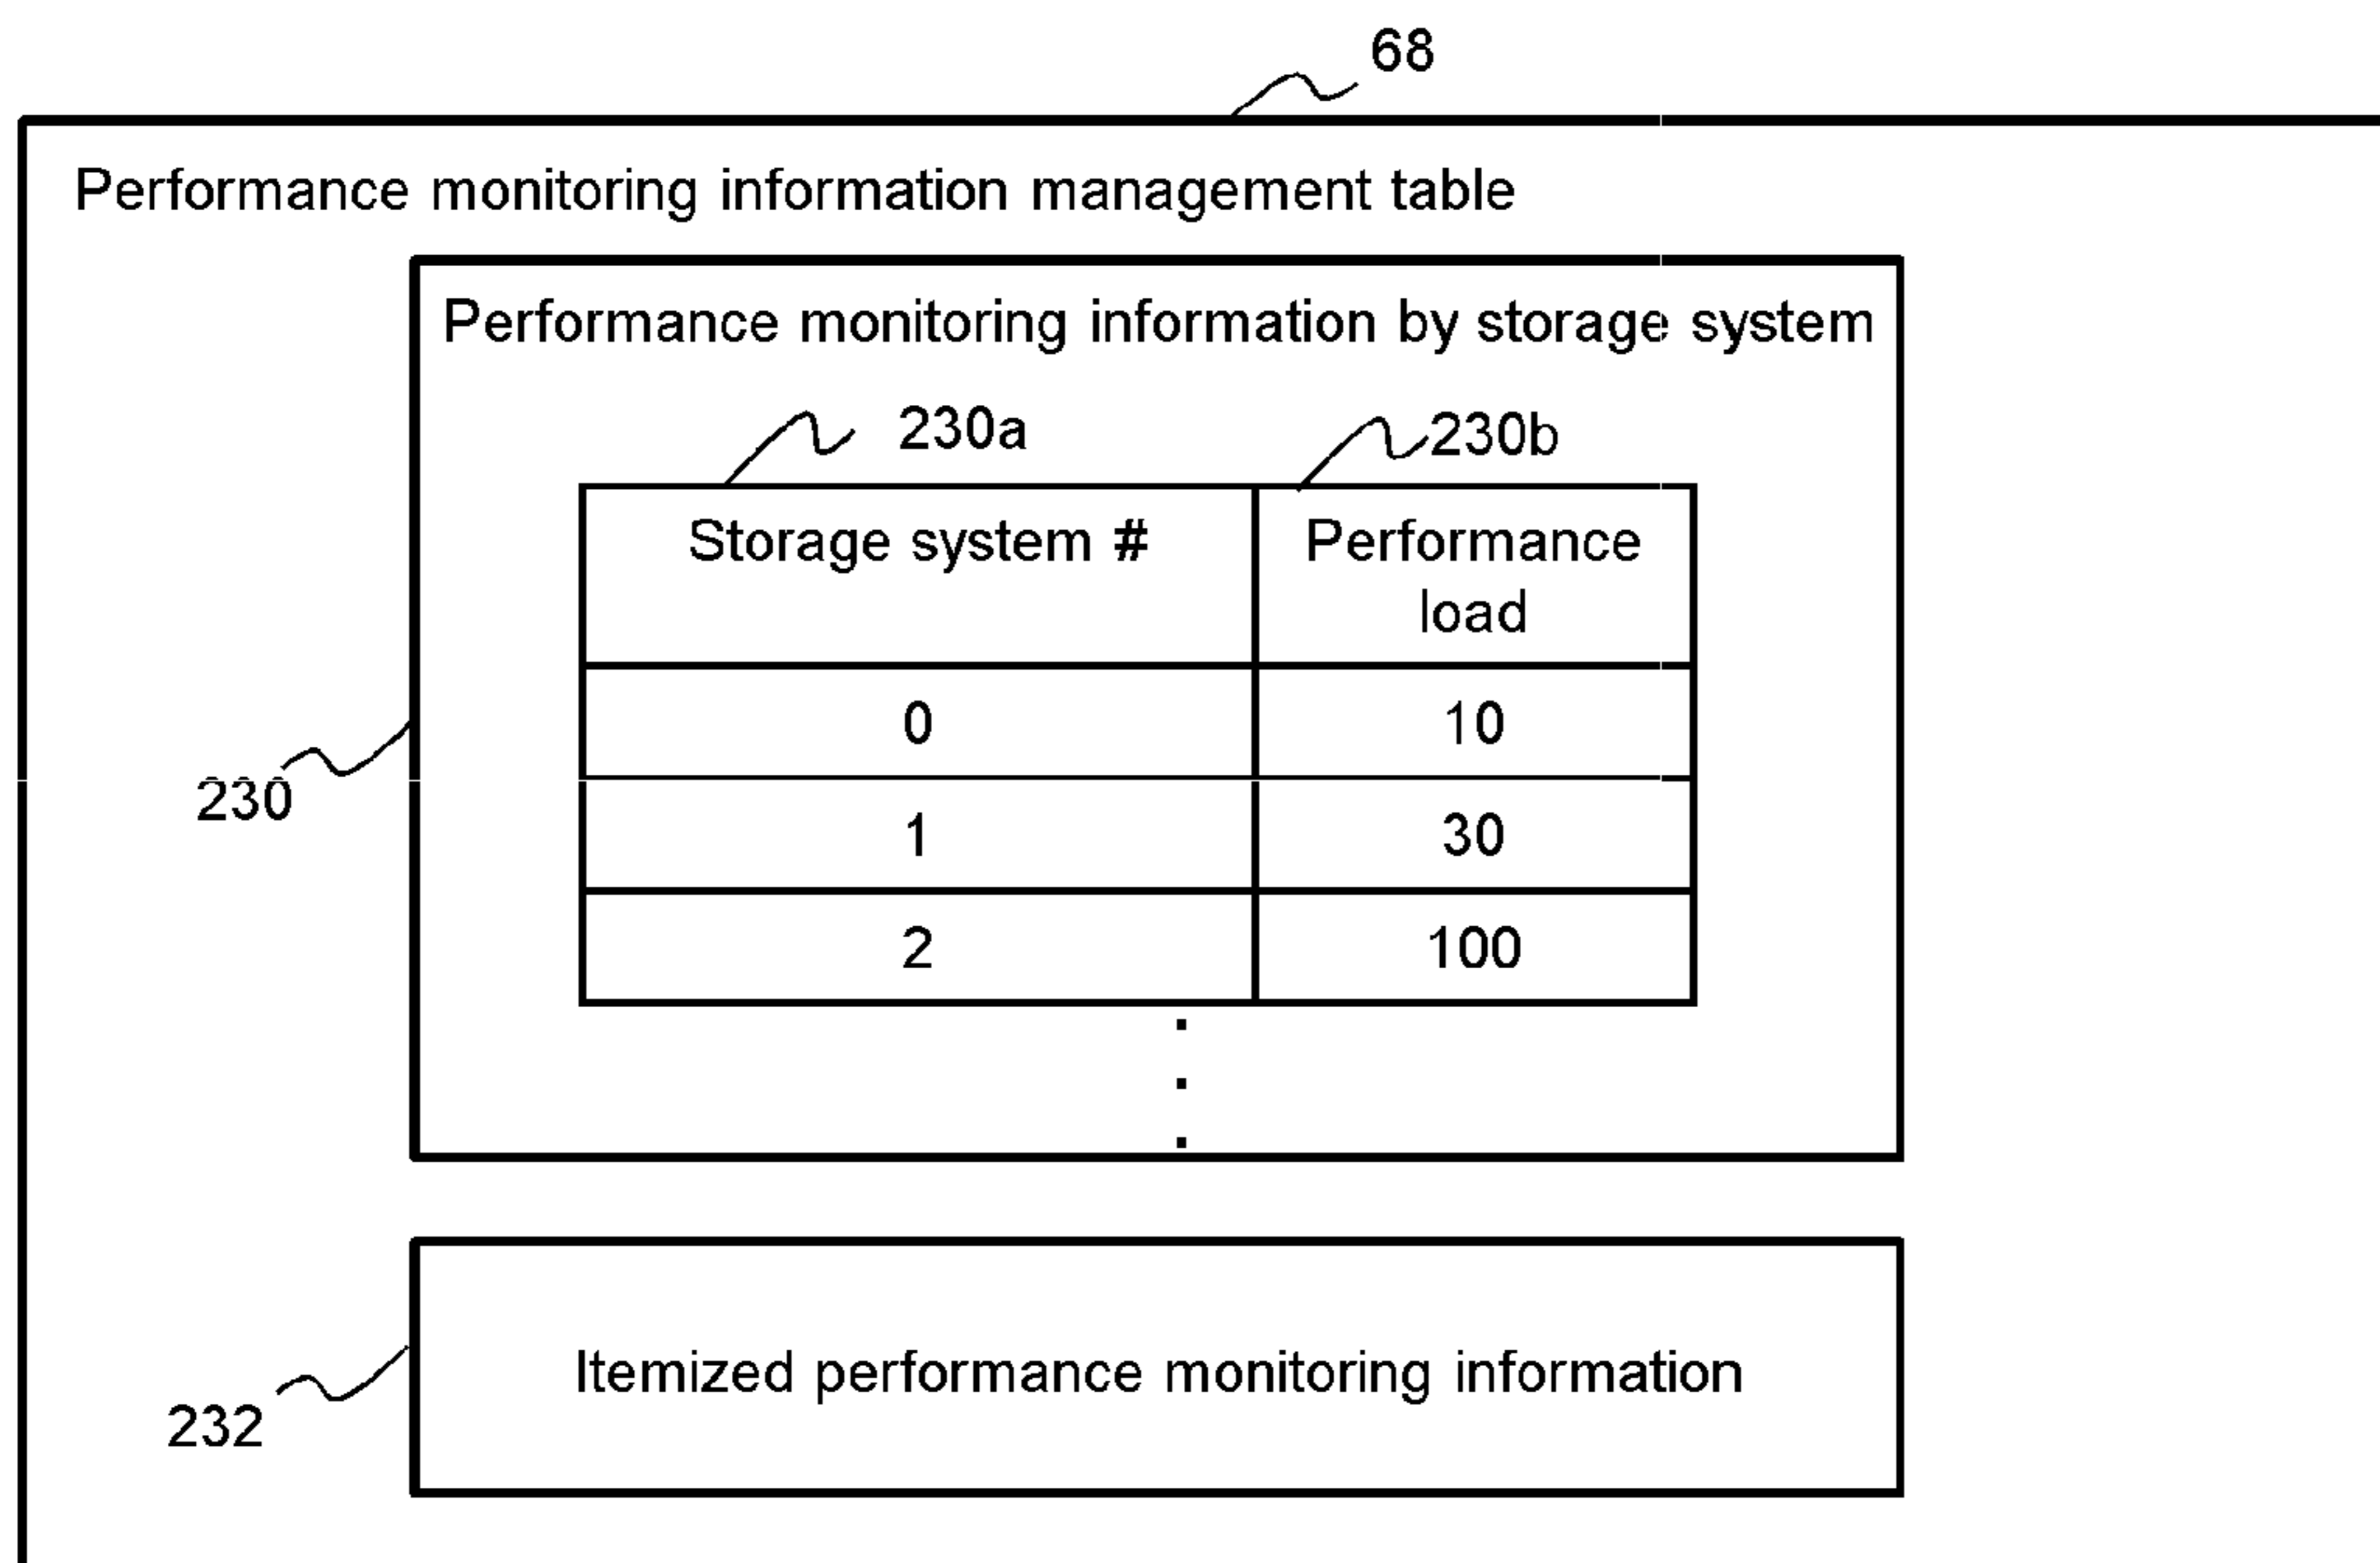 68
Performance monitoring information management table
Performance monitoring information by storage system
230a
230b
Storage system #
Performance
load
0
10
230
1
30
2
100
Itemized performance monitoring information
232